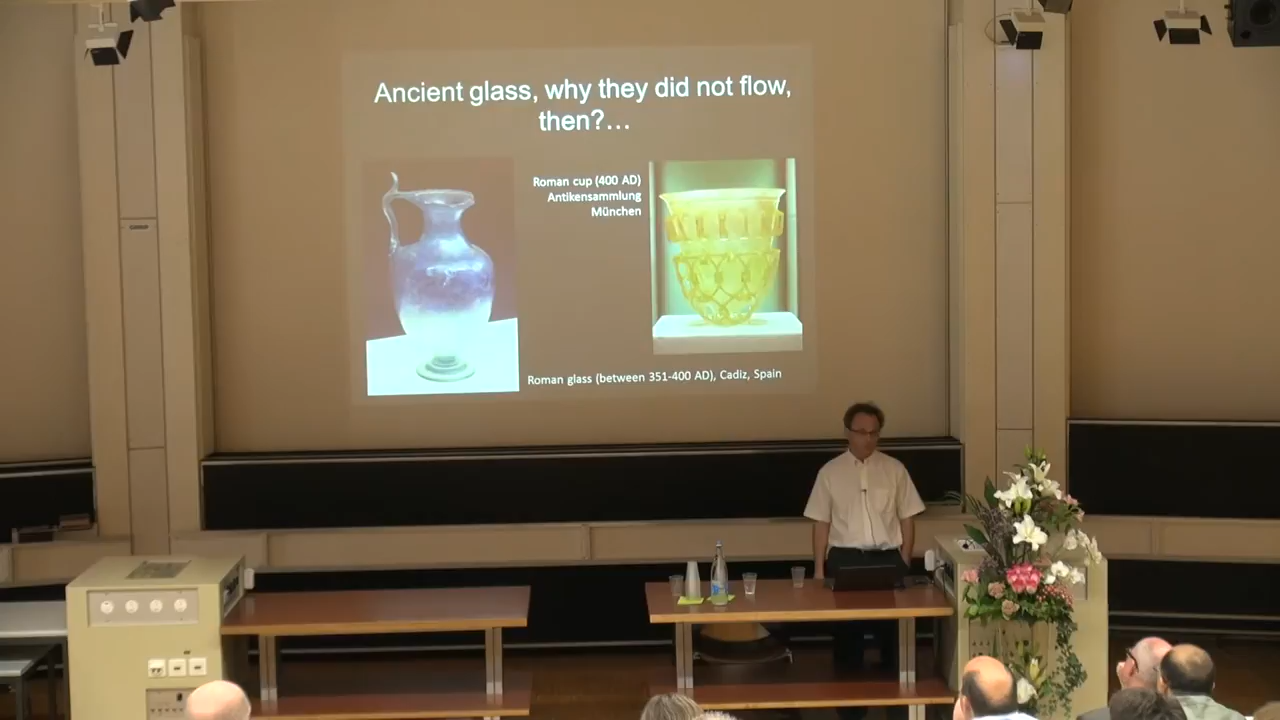 Ancient glass, why they did not flow,
then?...
Roman cup (400 AD)
Antikensammlung
München
Roman glass (between 351-400 AD), Cadiz, Spain